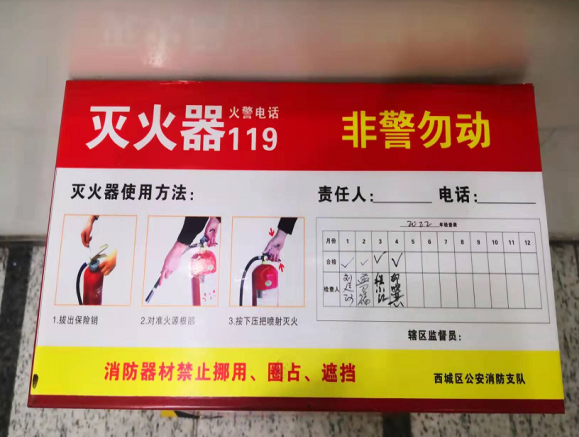 灭火器 火警电话 119
非警勿动
灭火器使用方法:
责任人: 电话:
2022 年检查表
月份 1 2 3 4 5 6 7 8 9 10 11 12
合格 ✓ ✓ ✓ ✓
检查人
1.拔出保险销
2.对准火源根部
3.按下压把喷射灭火
辖区监督员:
消防器材禁止挪用、圈占、遮挡
西城区公安消防支队